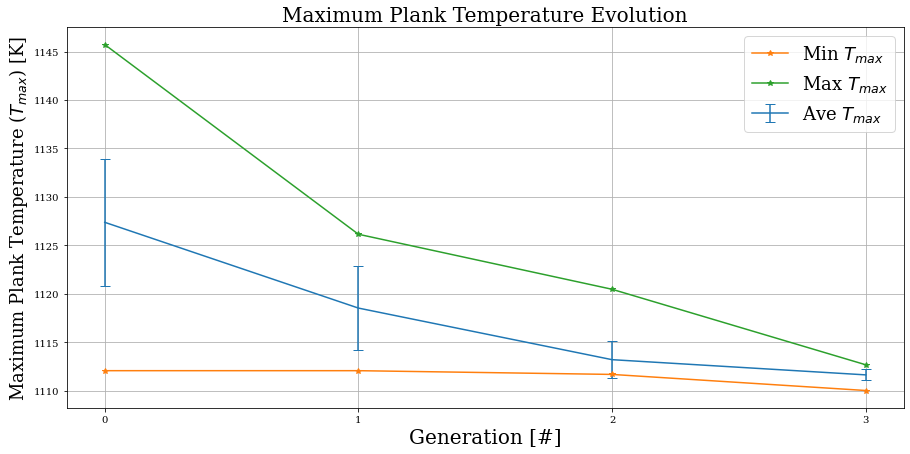 Maximum Plank Temperature Evolution
Maximum Plank Temperature (T_max) [K]
1145
1140
1135
1130
1125
1120
1115
1110
Min T_max
Max T_max
Ave T_max
0
1
2
3
Generation [#]